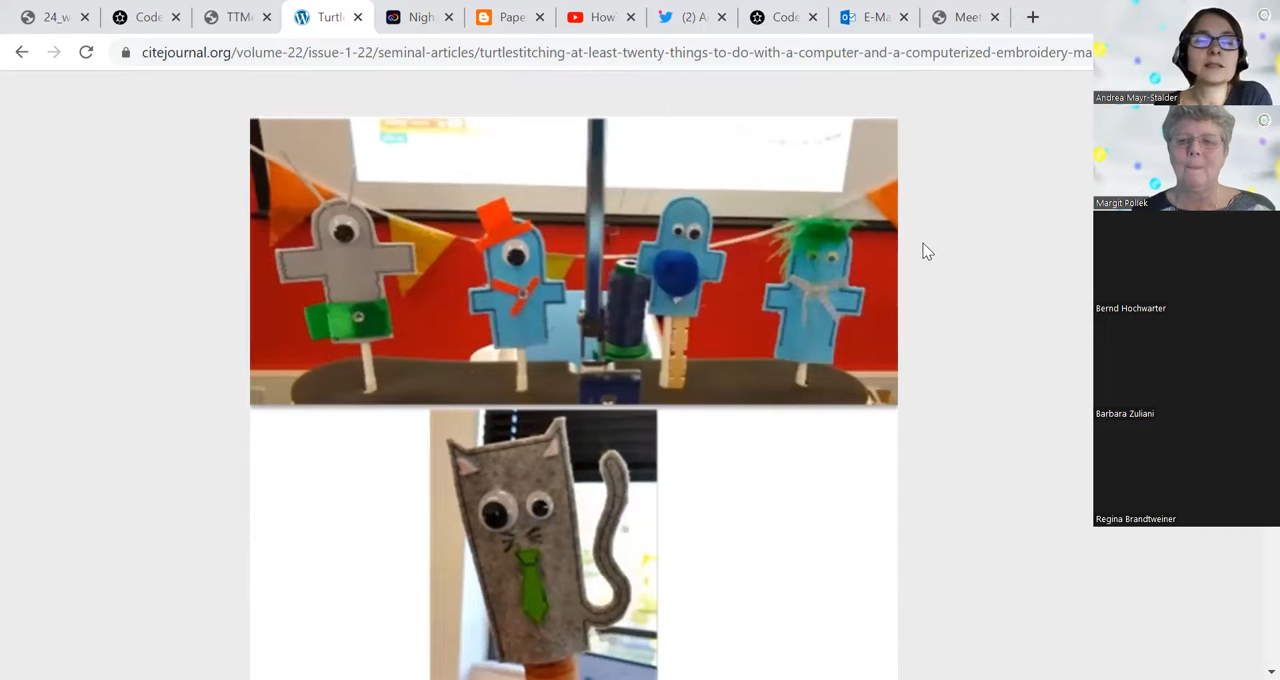 24_w
Code
TTMe
Turtle
Nigh
Pape
How
(2) A
Code
E-Ma
Meet
citejournal.org/volume-22/issue-1-22/seminal-articles/turtlestitching-at-least-twenty-things-to-do-with-a-computer-and-a-computerized-embroidery-ma
Andrea Mayr-Stalder
Margit Pollek
Bernd Hochwarter
Barbara Zuliani
Regina Brandtweiner